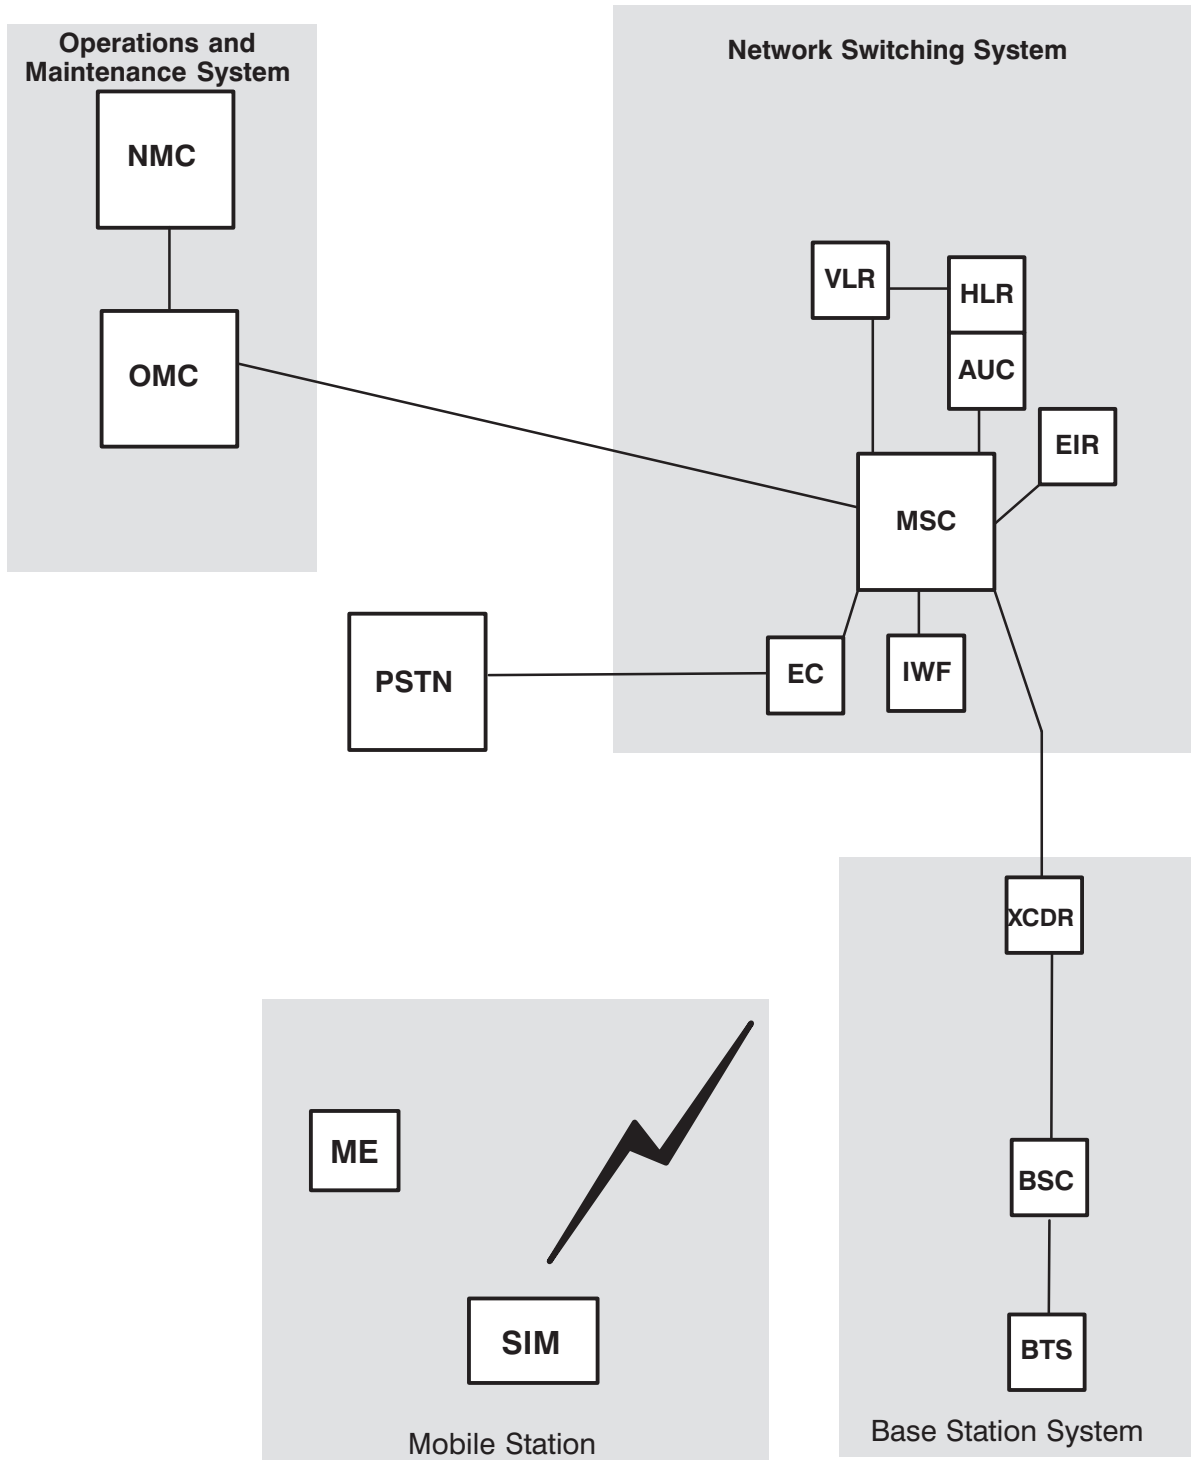 Operations and
Maintenance System
NMC
OMC
Network Switching System
VLR
HLR
AUC
EIR
MSC
EC
IWF
PSTN
XCDR
BSC
BTS
Base Station System
ME
SIM
Mobile Station